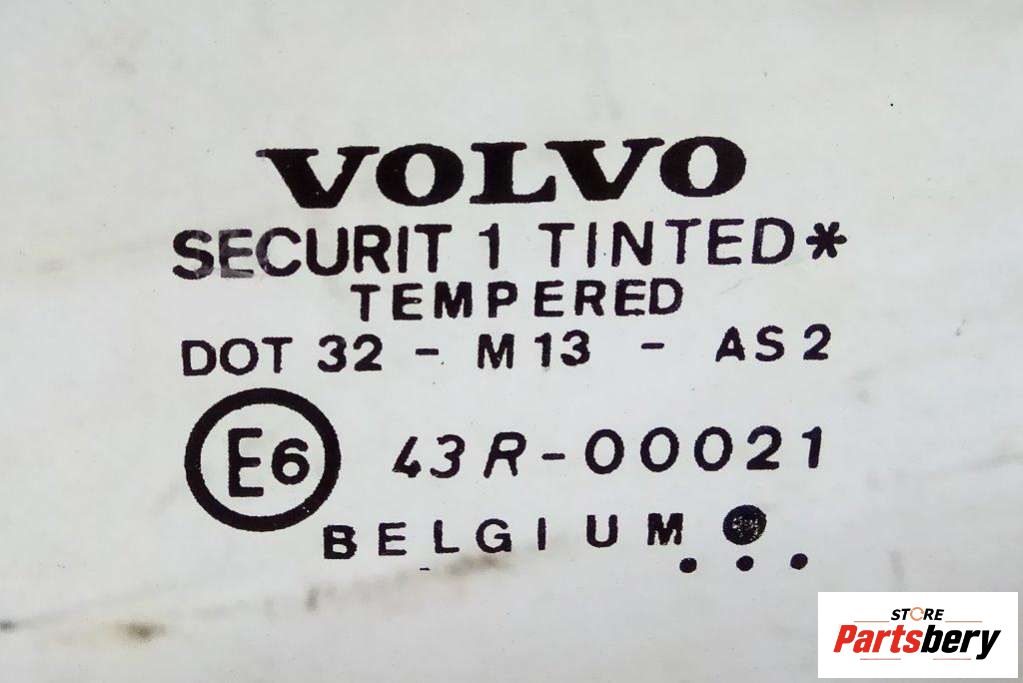 VOLVO
SECURIT 1 TINTED*
TEMPERED
DOT 32 - M13 - AS2
E6 43R-00021
BELGIUM
STORE
Partsbery